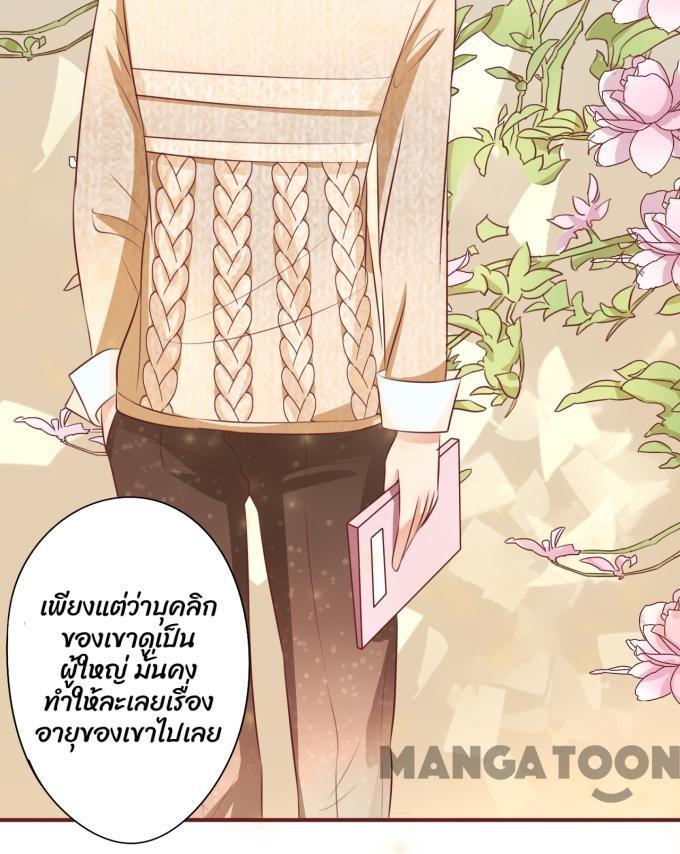 เพียงแต่ว่าบุคลิก
ของเขาดูเป็น
ผู้ใหญ่ มั่นคง
ทำให้ละเลยเรื่อง
อายุของเขาไปเลย
MANGATOON